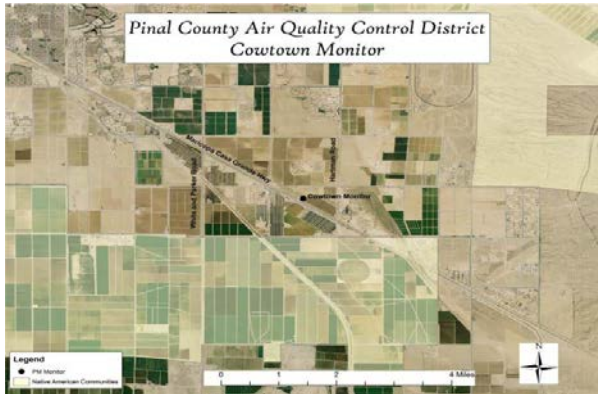 Pinal County Air Quality Control District
Cowtown Monitor
Maricopa Casa Grande HWY
White and Parker Road
Hartman Road
Cowtown Monitor
Legend
PM Monitor
Native American Communities
0 1 2 4 Miles
N